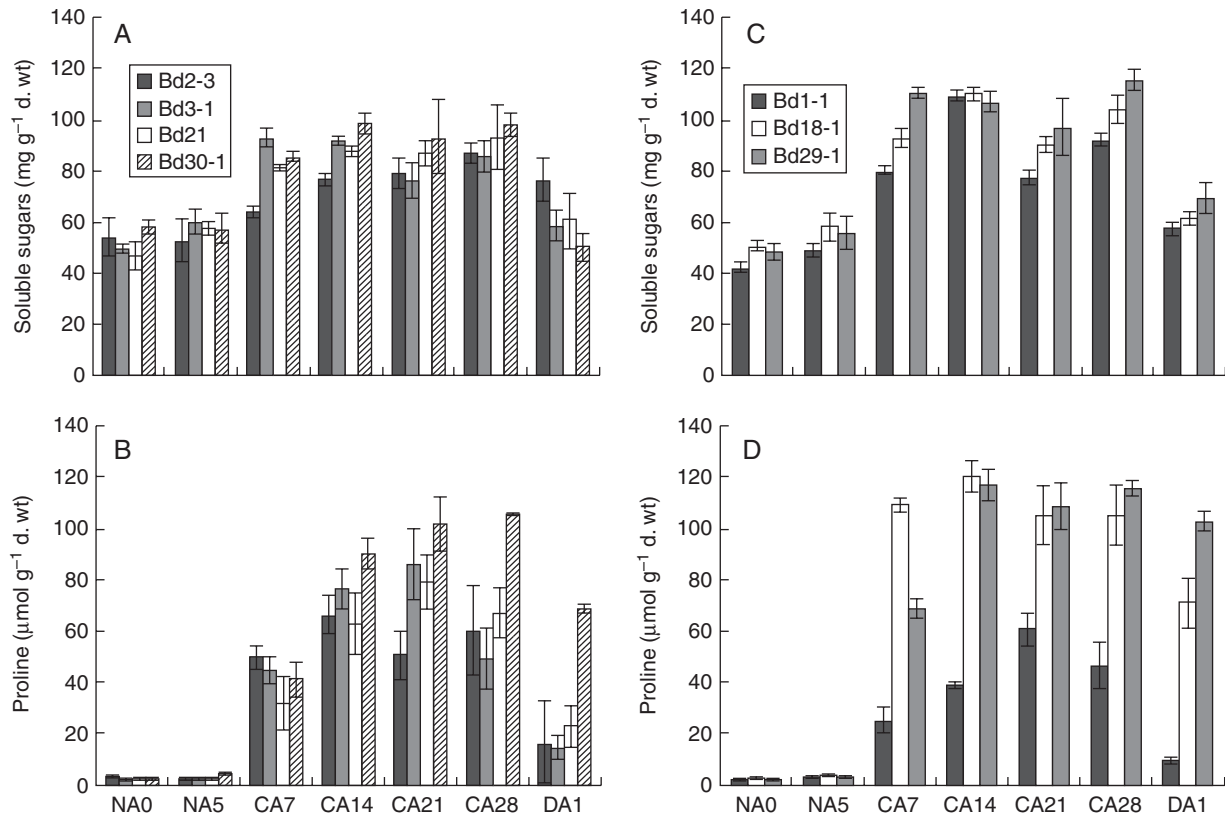 A
Soluble sugars (mg g⁻¹ d. wt)
140
120
100
80
60
40
20
0
Bd2-3
Bd3-1
Bd21
Bd30-1
C
Soluble sugars (mg g⁻¹ d. wt)
140
120
100
80
60
40
20
0
Bd1-1
Bd18-1
Bd29-1
B
Proline (μmol g⁻¹ d. wt)
140
120
100
80
60
40
20
0
NA0 NA5 CA7 CA14 CA21 CA28 DA1
D
Proline (μmol g⁻¹ d. wt)
140
120
100
80
60
40
20
0
NA0 NA5 CA7 CA14 CA21 CA28 DA1